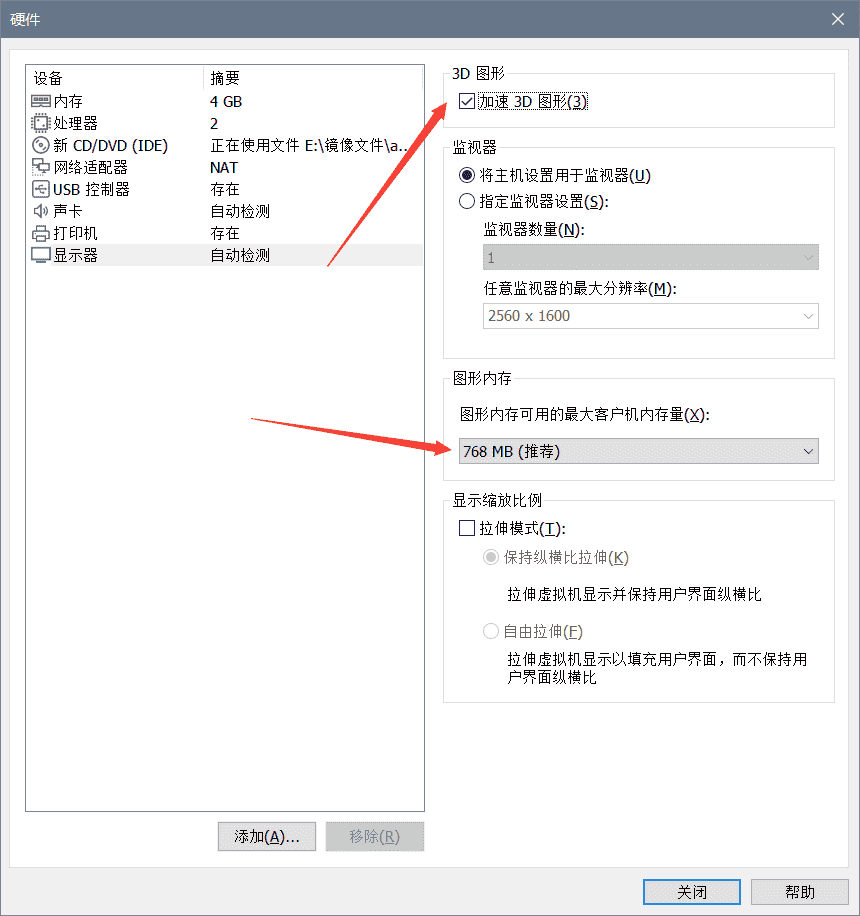 硬件
设备 摘要
内存 4 GB
处理器 2
新 CD/DVD (IDE) 正在使用文件 E:\镜像文件\a...
网络适配器 NAT
USB 控制器 存在
声卡 自动检测
打印机 存在
显示器 自动检测
添加(A)... 移除(R)
3D 图形
加速 3D 图形(3)
监视器
将主机设置用于监视器(U)
指定监视器设置(S):
监视器数量(N):
1
任意监视器的最大分辨率(M):
2560 x 1600
图形内存
图形内存可用的最大客户机内存量(X):
768 MB (推荐)
显示缩放比例
拉伸模式(T):
保持纵横比拉伸(K)
拉伸虚拟机显示并保持用户界面纵横比
自由拉伸(F)
拉伸虚拟机显示以填充用户界面，而不保持用
户界面纵横比
关闭 帮助